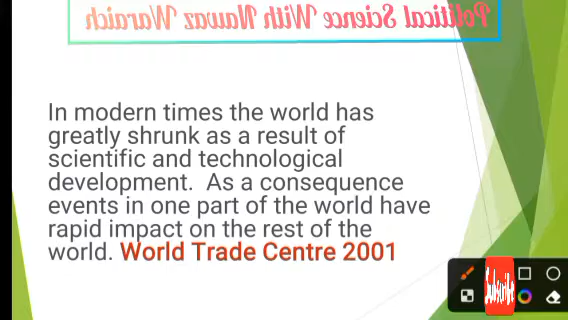 Political Science With Nawaz Waraich
In modern times the world has
greatly shrunk as a result of
scientific and technological
development. As a consequence
events in one part of the world have
rapid impact on the rest of the
world. World Trade Centre 2001
Subscribe